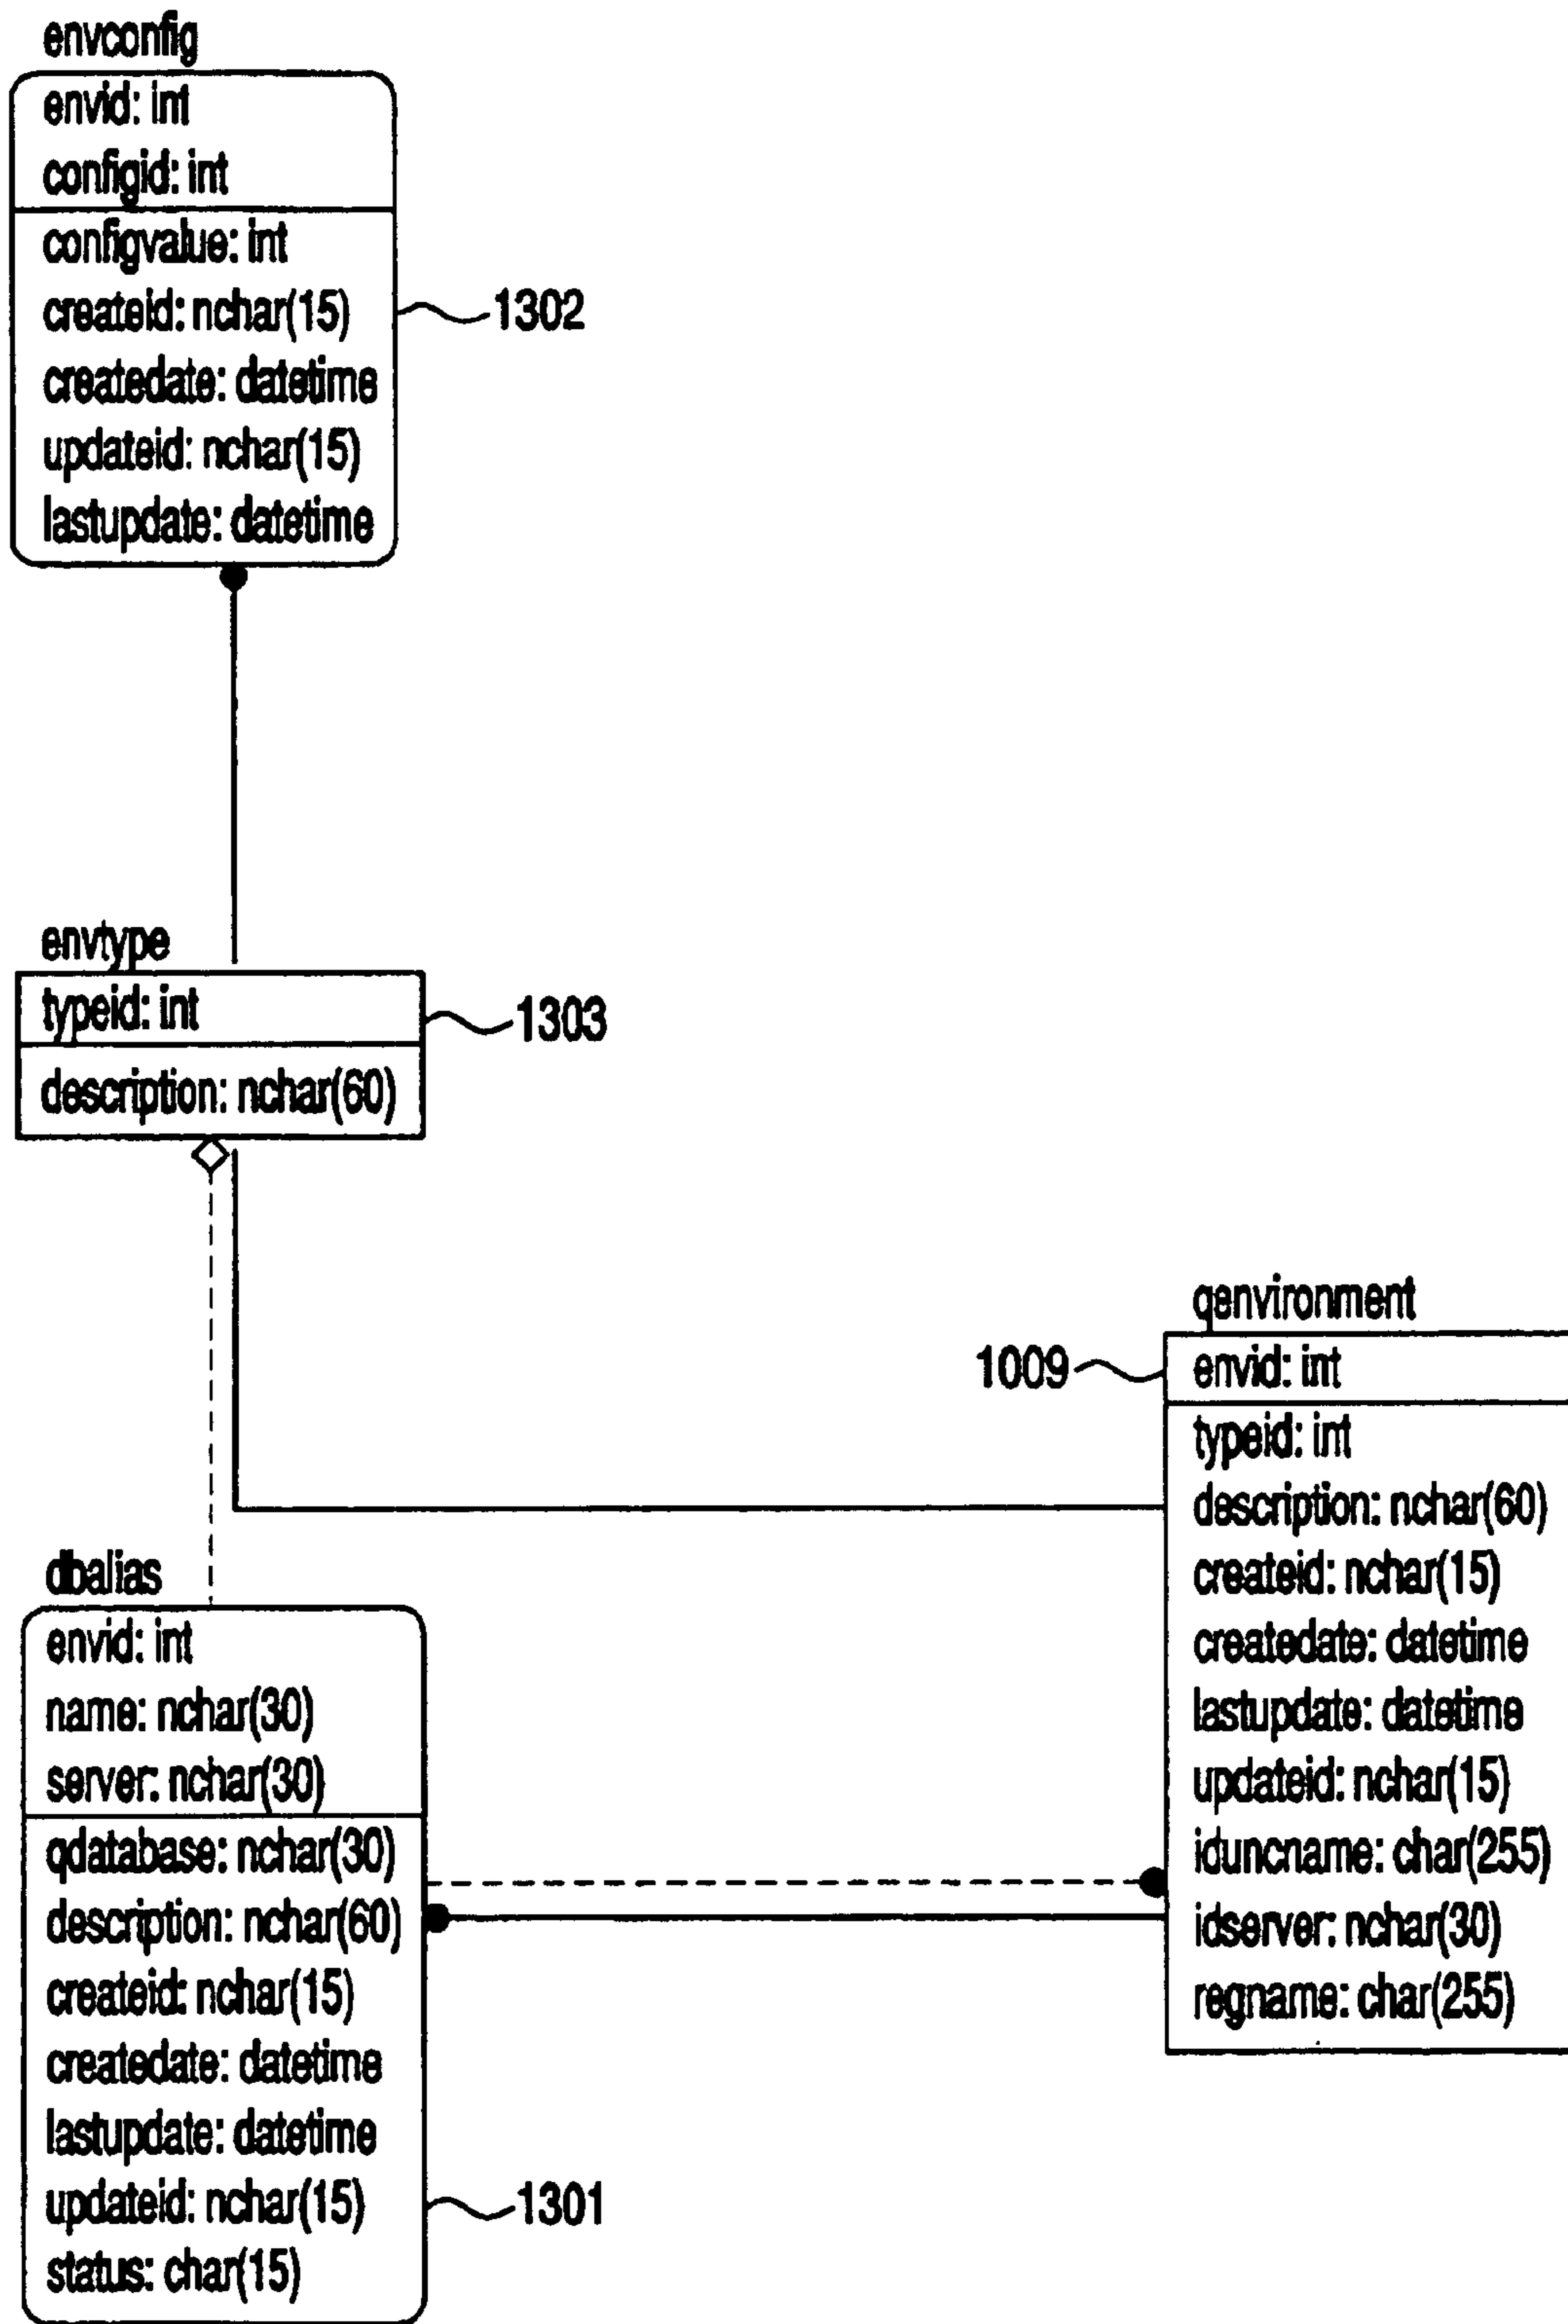 envconfig
envid: int
configid: int
configvalue: int
createid: nchar(15)
createdate: datetime
updateid: nchar(15)
lastupdate: datetime
1302
envtype
typeid: int
description: nchar(60)
1303
qenvironment
1009
envid: int
typeid: int
description: nchar(60)
createid: nchar(15)
createdate: datetime
lastupdate: datetime
updateid: nchar(15)
iduncname: char(255)
idserver: nchar(30)
regname: char(255)
dbalias
envid: int
name: nchar(30)
server: nchar(30)
qdatabase: nchar(30)
description: nchar(60)
createid: nchar(15)
createdate: datetime
lastupdate: datetime
updateid: nchar(15)
status: char(15)
1301